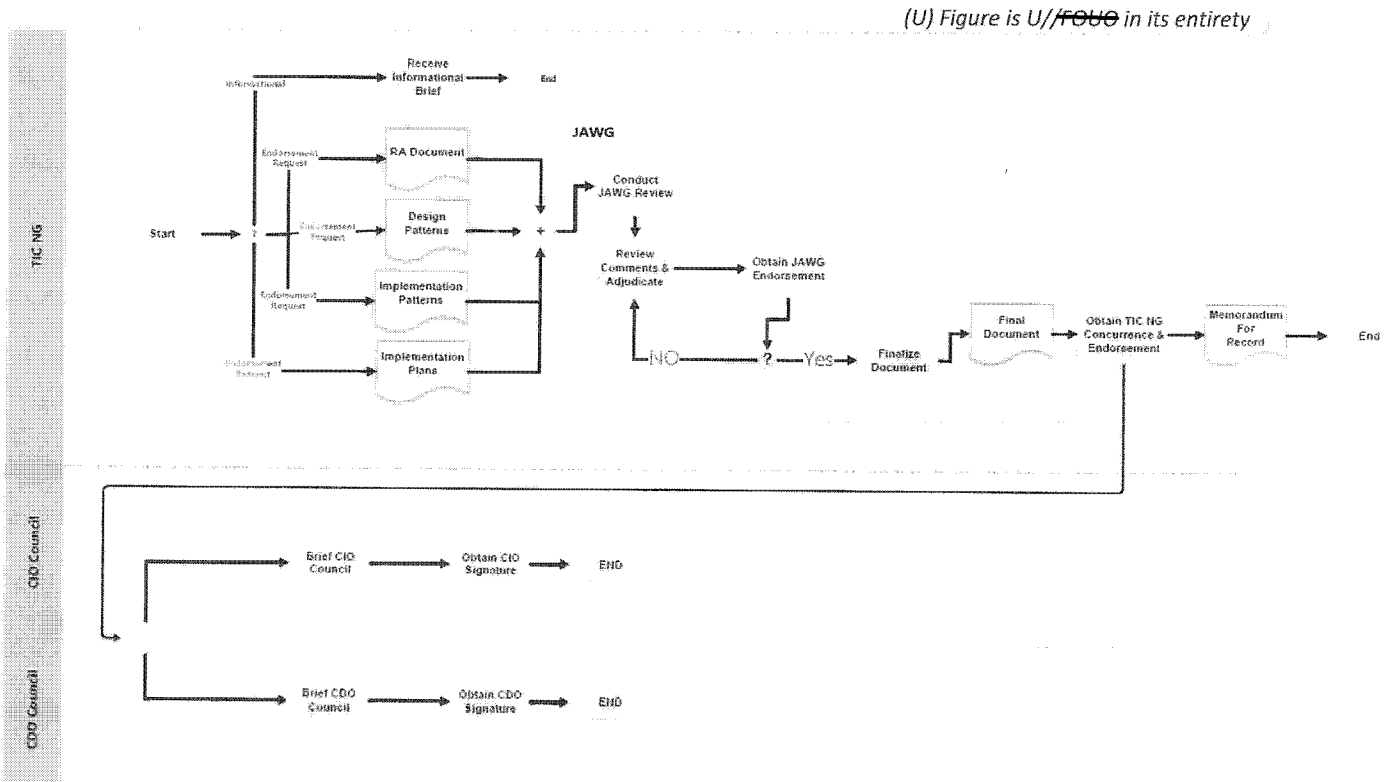 (U) Figure is U//FOUO in its entirety
TIC NG
CIO Council
CDO Council
Informational
Receive
Informational
Brief
End
JAWG
Endorsement
Request
RA Document
Start
?
Endorsement
Request
Design
Patterns
+
Endorsement
Request
Implementation
Patterns
Endorsement
Request
Implementation
Plans
Conduct
JAWG Review
Review
Comments &
Adjudicate
Obtain JAWG
Endorsement
NO
?
Yes
Finalize
Document
Final
Document
Obtain TIC NG
Concurrence &
Endorsement
Memorandum
For
Record
End
Brief CIO
Council
Obtain CIO
Signature
END
Brief CDO
Council
Obtain CDO
Signature
END